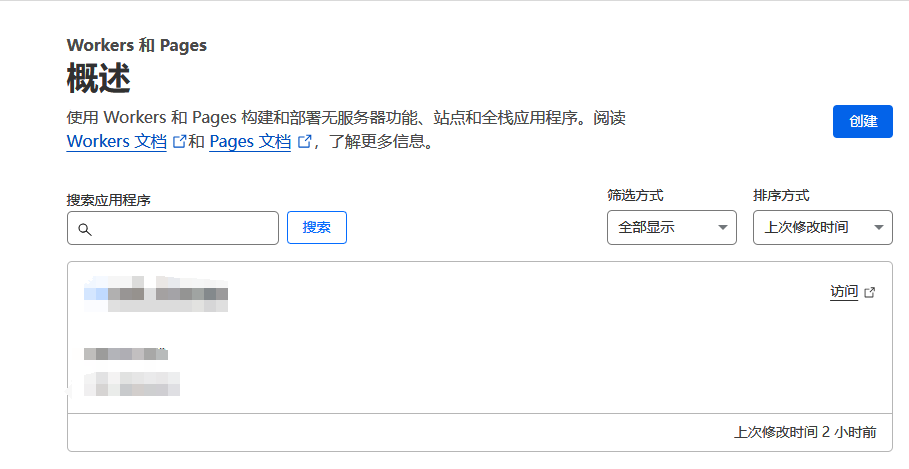 Workers 和 Pages
概述
使用 Workers 和 Pages 构建和部署无服务器功能、站点和全栈应用程序。阅读
Workers 文档 和 Pages 文档 ，了解更多信息。
创建
搜索应用程序
搜索
筛选方式
全部显示
排序方式
上次修改时间
访问
上次修改时间 2 小时前